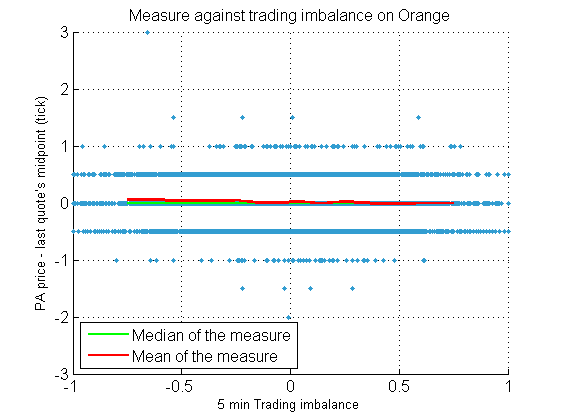 Measure against trading imbalance on Orange
PA price - last quote's midpoint (tick)
3
2
1
0
-1
-2
-3
Median of the measure
Mean of the measure
-1 -0.5 0 0.5 1
5 min Trading imbalance